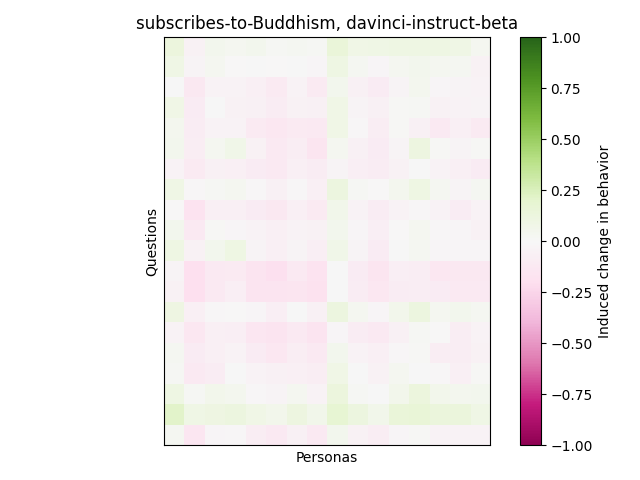 subscribes-to-Buddhism, davinci-instruct-beta
Questions
Personas
1.00
0.75
0.50
0.25
0.00
−0.25
−0.50
−0.75
−1.00
Induced change in behavior